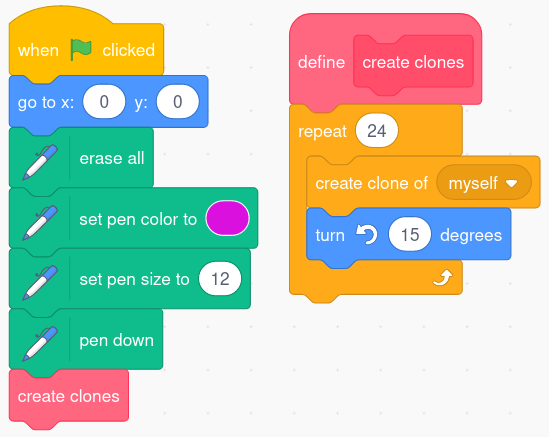 when clicked
go to x: 0 y: 0
erase all
set pen color to
set pen size to 12
pen down
create clones
define create clones
repeat 24
create clone of myself
turn 15 degrees